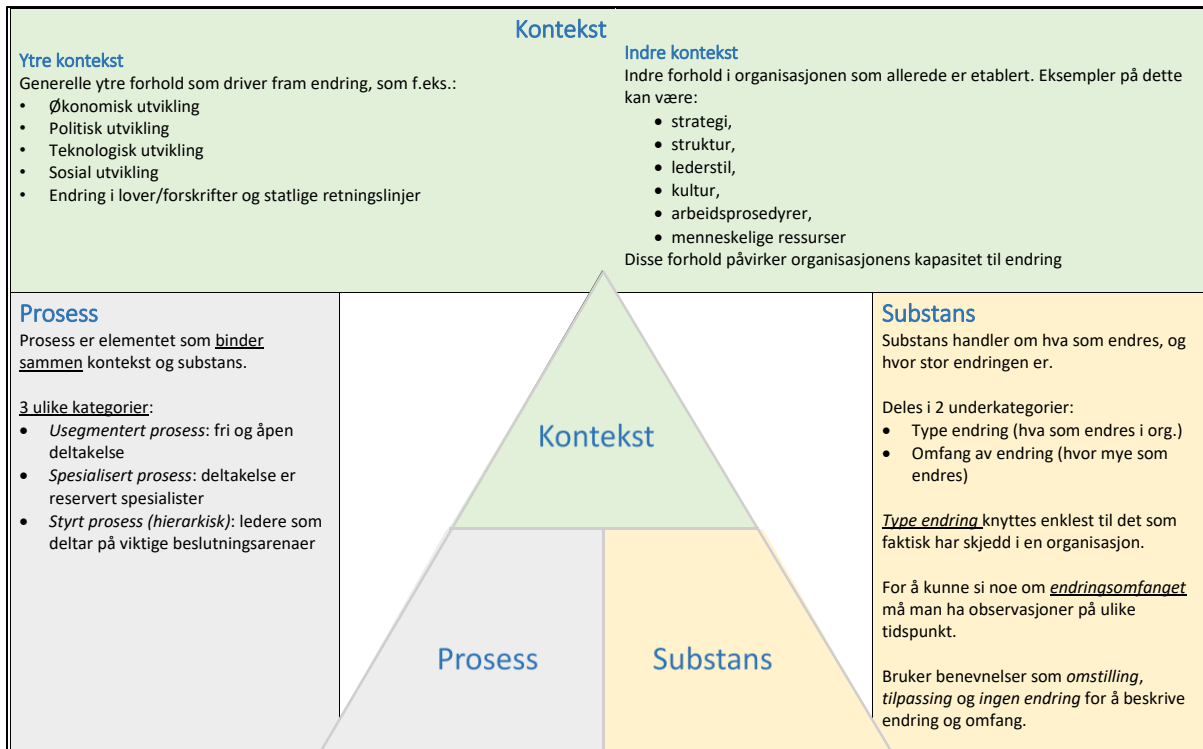 Kontekst
Ytre kontekst
Generelle ytre forhold som driver fram endring, som f.eks.:
• Økonomisk utvikling
• Politisk utvikling
• Teknologisk utvikling
• Sosial utvikling
• Endring i lover/forskrifter og statlige retningslinjer
Indre kontekst
Indre forhold i organisasjonen som allerede er etablert. Eksempler på dette
kan være:
• strategi,
• struktur,
• lederstil,
• kultur,
• arbeidsprosedyrer,
• menneskelige ressurser
Disse forhold påvirker organisasjonens kapasitet til endring
Prosess
Prosess er elementet som binder
sammen kontekst og substans.
3 ulike kategorier:
• Usegmentert prosess: fri og åpen
deltakelse
• Spesialisert prosess: deltakelse er
reservert spesialister
• Styrt prosess (hierarkisk): ledere som
deltar på viktige beslutningsarenaer
Kontekst
Prosess
Substans
Substans
Substans handler om hva som endres, og
hvor stor endringen er.
Deles i 2 underkategorier:
• Type endring (hva som endres i org.)
• Omfang av endring (hvor mye som
endres)
Type endring knyttes enklest til det som
faktisk har skjedd i en organisasjon.
For å kunne si noe om endringsomfanget
må man ha observasjoner på ulike
tidspunkt.
Bruker benevnelser som omstilling,
tilpassing og ingen endring for å beskrive
endring og omfang.